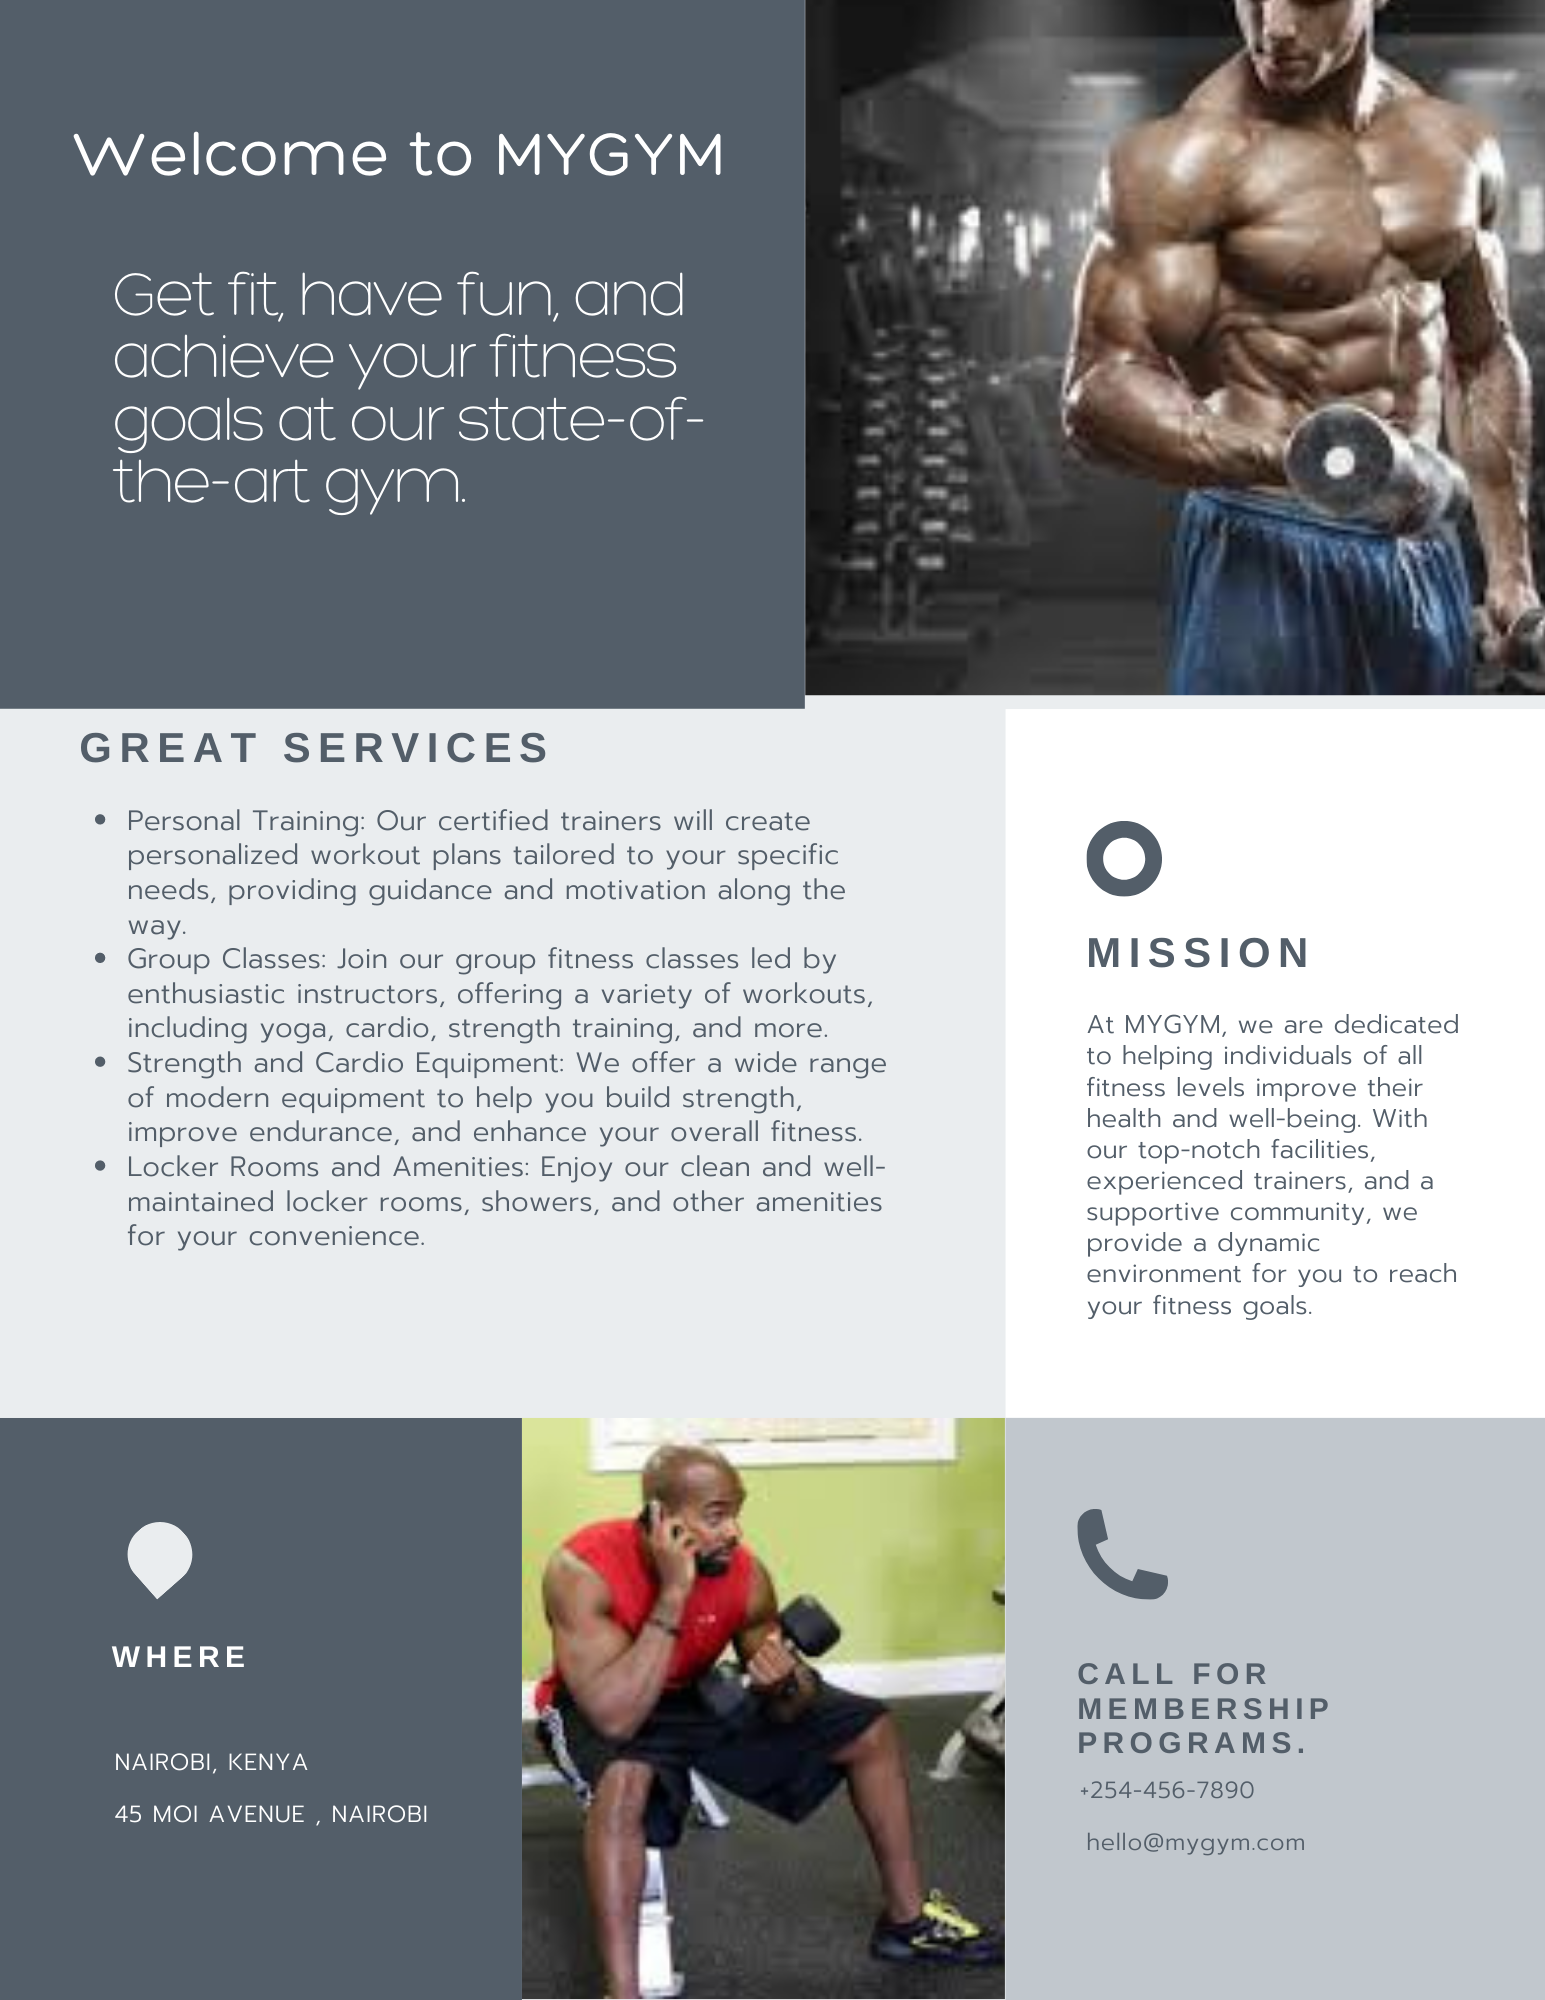 Welcome to MYGYM
Get fit, have fun, and
achieve your fitness
goals at our state-of-
the-art gym.
GREAT SERVICES
• Personal Training: Our certified trainers will create
personalized workout plans tailored to your specific
needs, providing guidance and motivation along the
way.
• Group Classes: Join our group fitness classes led by
enthusiastic instructors, offering a variety of workouts,
including yoga, cardio, strength training, and more.
• Strength and Cardio Equipment: We offer a wide range
of modern equipment to help you build strength,
improve endurance, and enhance your overall fitness.
• Locker Rooms and Amenities: Enjoy our clean and well-
maintained locker rooms, showers, and other amenities
for your convenience.
MISSION
At MYGYM, we are dedicated
to helping individuals of all
fitness levels improve their
health and well-being. With
our top-notch facilities,
experienced trainers, and a
supportive community, we
provide a dynamic
environment for you to reach
your fitness goals.
WHERE
NAIROBI, KENYA
45 MOI AVENUE , NAIROBI
CALL FOR
MEMBERSHIP
PROGRAMS.
+254-456-7890
hello@mygym.com